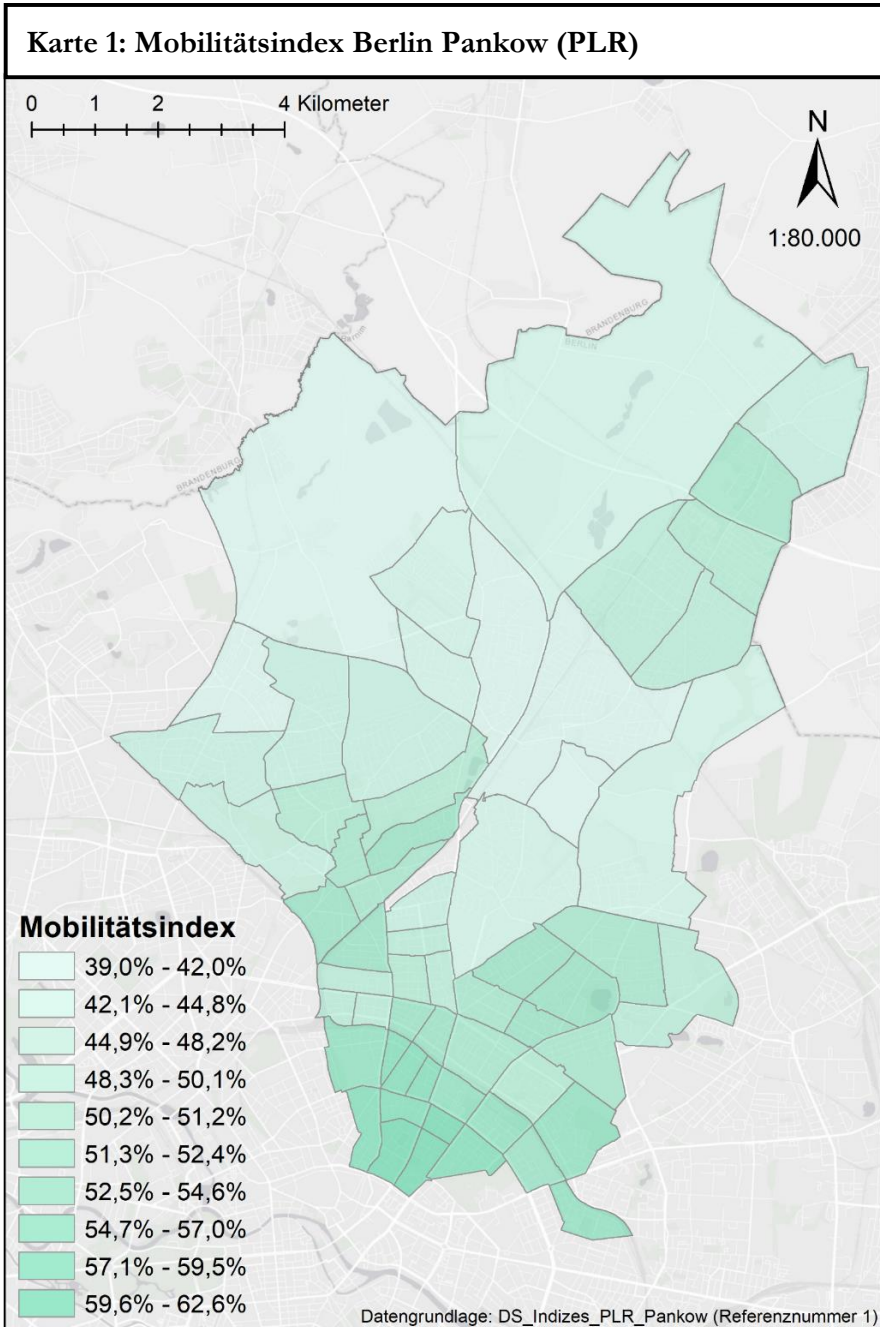 Karte 1: Mobilitätsindex Berlin Pankow (PLR)
0 1 2 4 Kilometer
N
1:80.000
BRANDENBURG
BERLIN
BRANDENBURG
Mobilitätsindex
39,0% - 42,0%
42,1% - 44,8%
44,9% - 48,2%
48,3% - 50,1%
50,2% - 51,2%
51,3% - 52,4%
52,5% - 54,6%
54,7% - 57,0%
57,1% - 59,5%
59,6% - 62,6%
Datengrundlage: DS_Indizes_PLR_Pankow (Referenznummer 1)